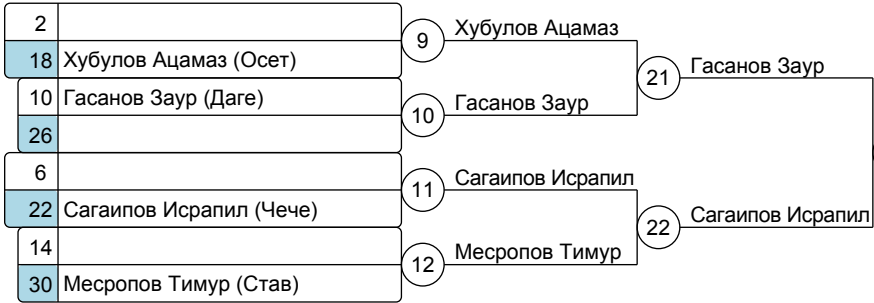 2
18 Хубулов Ацамаз (Осет)
9 Хубулов Ацамаз
10 Гасанов Заур (Даге)
26
10 Гасанов Заур
21 Гасанов Заур
6
22 Сагаипов Исрапил (Чече)
11 Сагаипов Исрапил
14
30 Месропов Тимур (Став)
12 Месропов Тимур
22 Сагаипов Исрапил